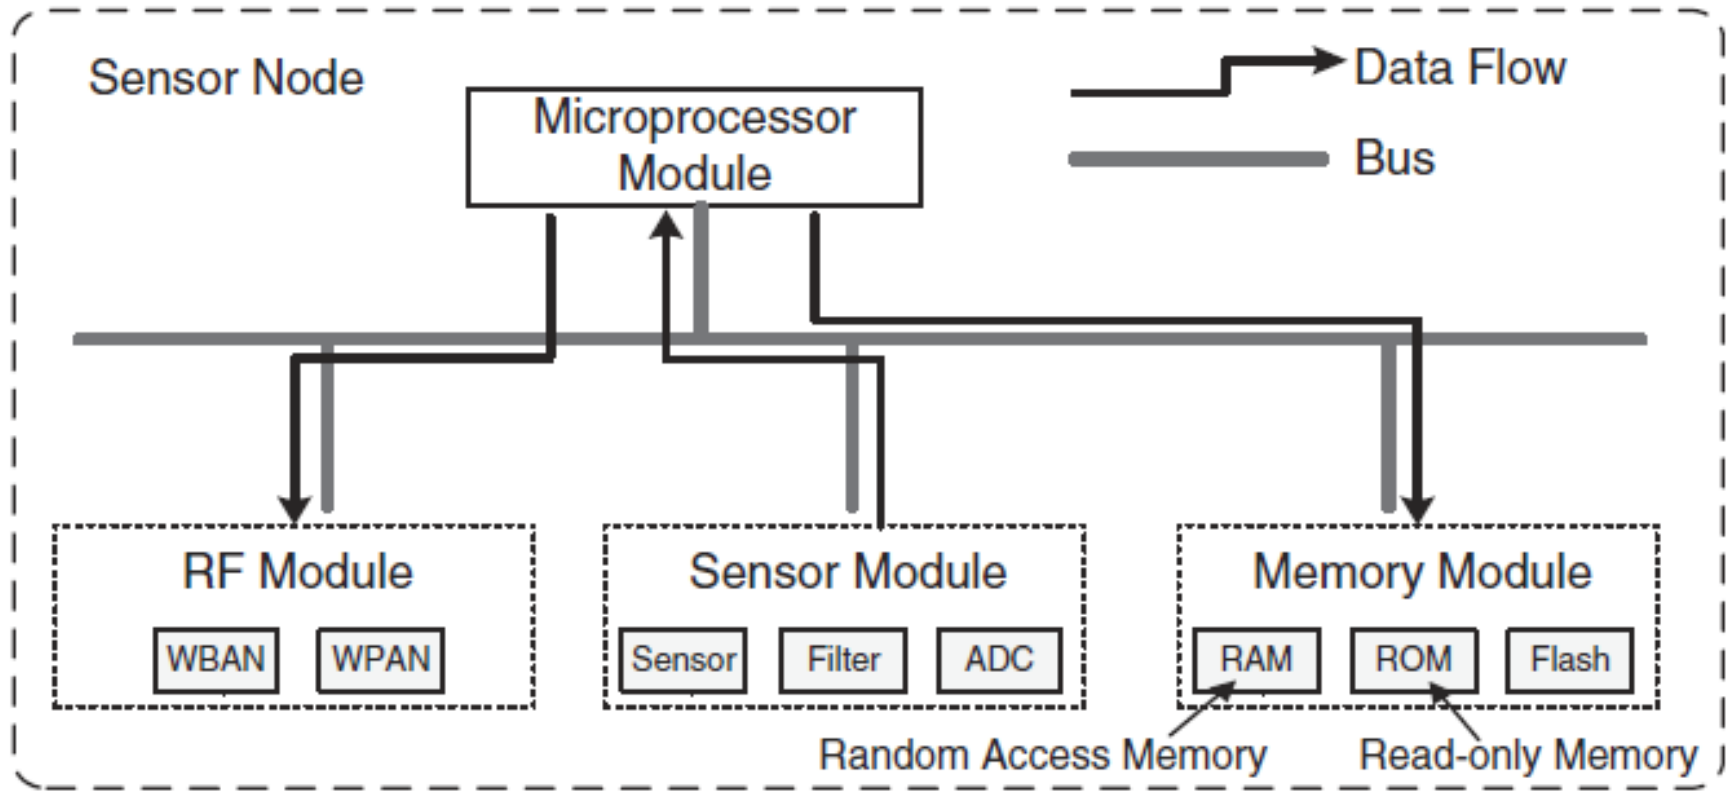 Sensor Node
Microprocessor
Module
Data Flow
Bus
RF Module
WBAN
WPAN
Sensor Module
Sensor
Filter
ADC
Memory Module
RAM
ROM
Flash
Random Access Memory
Read-only Memory